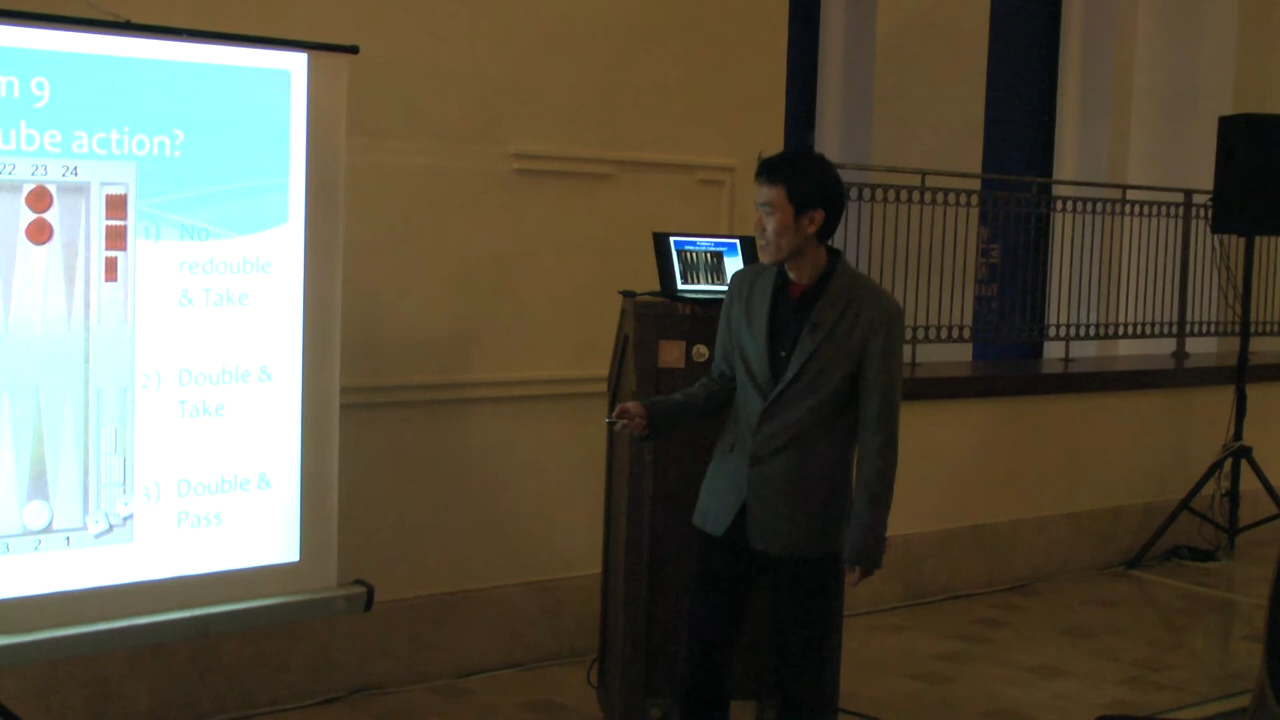 m 9
ube action?
22 23 24
1) No
redouble
& Take
2) Double &
Take
3) Double &
Pass
3 2 1